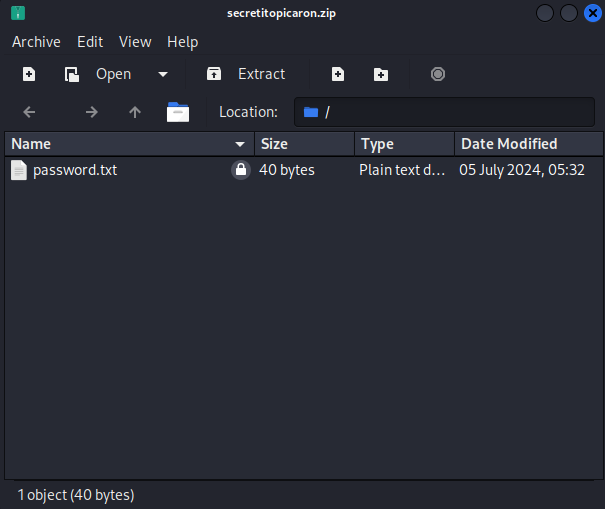 secretitopicaron.zip
Archive Edit View Help
Open Extract
Location: /
Name Size Type Date Modified
password.txt 40 bytes Plain text d… 05 July 2024, 05:32
1 object (40 bytes)